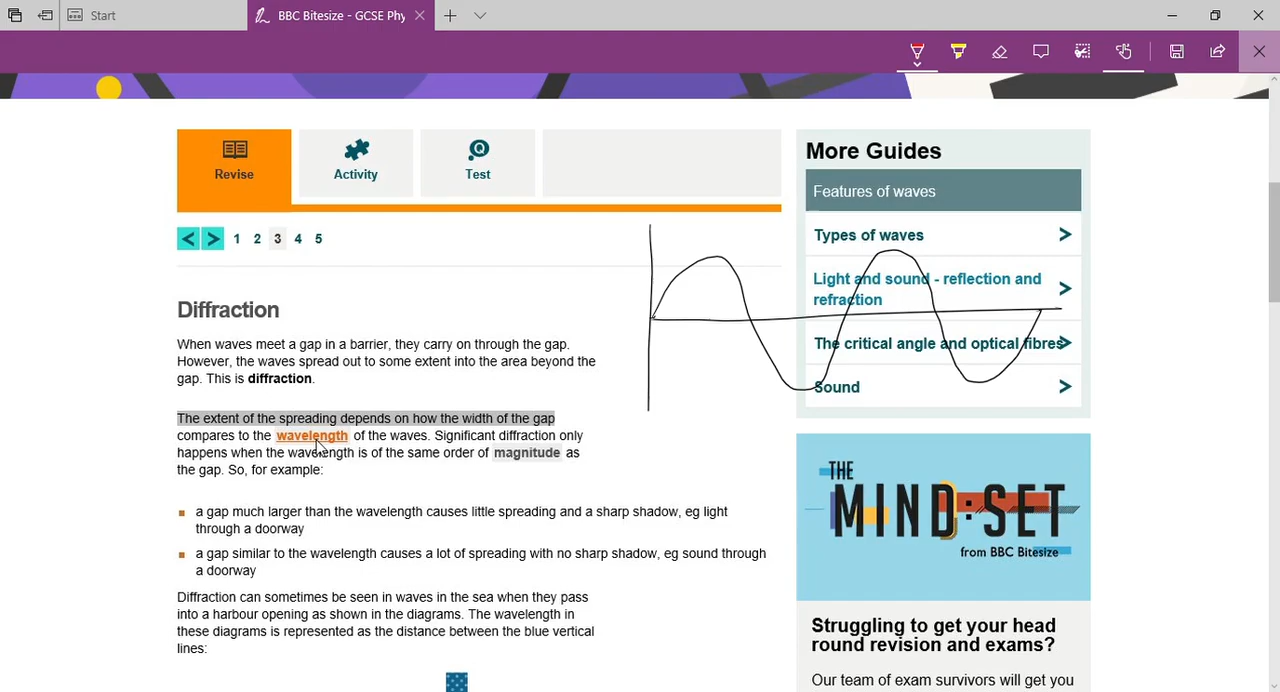 Start
BBC Bitesize - GCSE Phy
Revise
Activity
Test
1 2 3 4 5
Diffraction
When waves meet a gap in a barrier, they carry on through the gap.
However, the waves spread out to some extent into the area beyond the
gap. This is diffraction.
The extent of the spreading depends on how the width of the gap
compares to the wavelength of the waves. Significant diffraction only
happens when the wavelength is of the same order of magnitude as
the gap. So, for example:
a gap much larger than the wavelength causes little spreading and a sharp shadow, eg light
through a doorway
a gap similar to the wavelength causes a lot of spreading with no sharp shadow, eg sound through
a doorway
Diffraction can sometimes be seen in waves in the sea when they pass
into a harbour opening as shown in the diagrams. The wavelength in
these diagrams is represented as the distance between the blue vertical
lines:
More Guides
Features of waves
Types of waves
Light and sound - reflection and
refraction
The critical angle and optical fibres
Sound
THE
MIND:SET
from BBC Bitesize
Struggling to get your head
round revision and exams?
Our team of exam survivors will get you